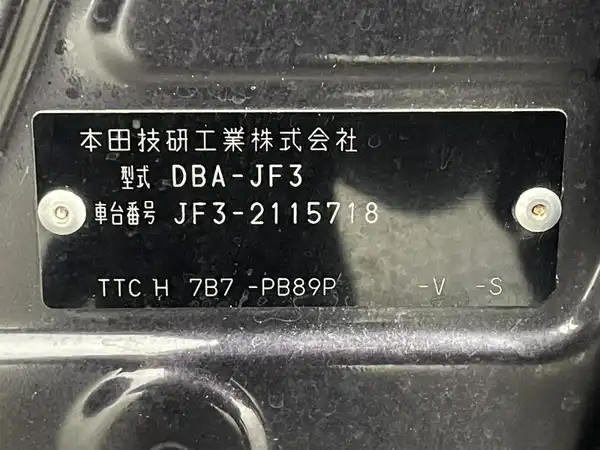 本田技研工業株式会社
型式 DBA-JF3
車台番号 JF3-2115718
TTC H 7B7 -PB89P -V -S